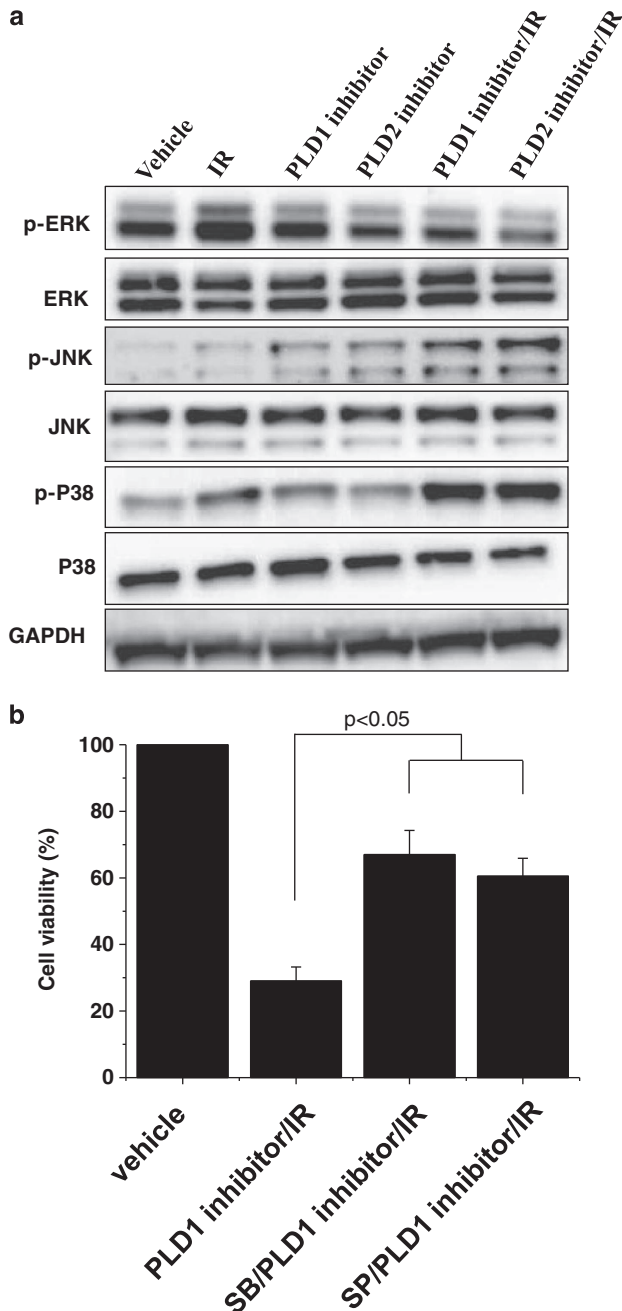 a
Vehicle
IR
PLD1 inhibitor
PLD2 inhibitor
PLD1 inhibitor/IR
PLD2 inhibitor/IR
p-ERK
ERK
p-JNK
JNK
p-P38
P38
GAPDH
b
p<0.05
100
80
60
40
20
0
Cell viability (%)
vehicle
PLD1 inhibitor/IR
SB/PLD1 inhibitor/IR
SP/PLD1 inhibitor/IR